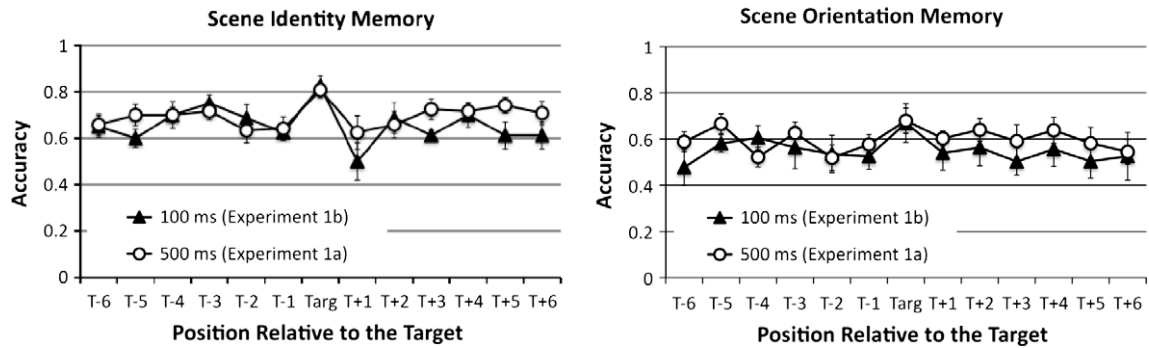 Scene Identity Memory
1
0.8
0.6
0.4
0.2
0
Accuracy
100 ms (Experiment 1b)
500 ms (Experiment 1a)
T-6 T-5 T-4 T-3 T-2 T-1 Targ T+1 T+2 T+3 T+4 T+5 T+6
Position Relative to the Target
Scene Orientation Memory
1
0.8
0.6
0.4
0.2
0
Accuracy
100 ms (Experiment 1b)
500 ms (Experiment 1a)
T-6 T-5 T-4 T-3 T-2 T-1 Targ T+1 T+2 T+3 T+4 T+5 T+6
Position Relative to the Target